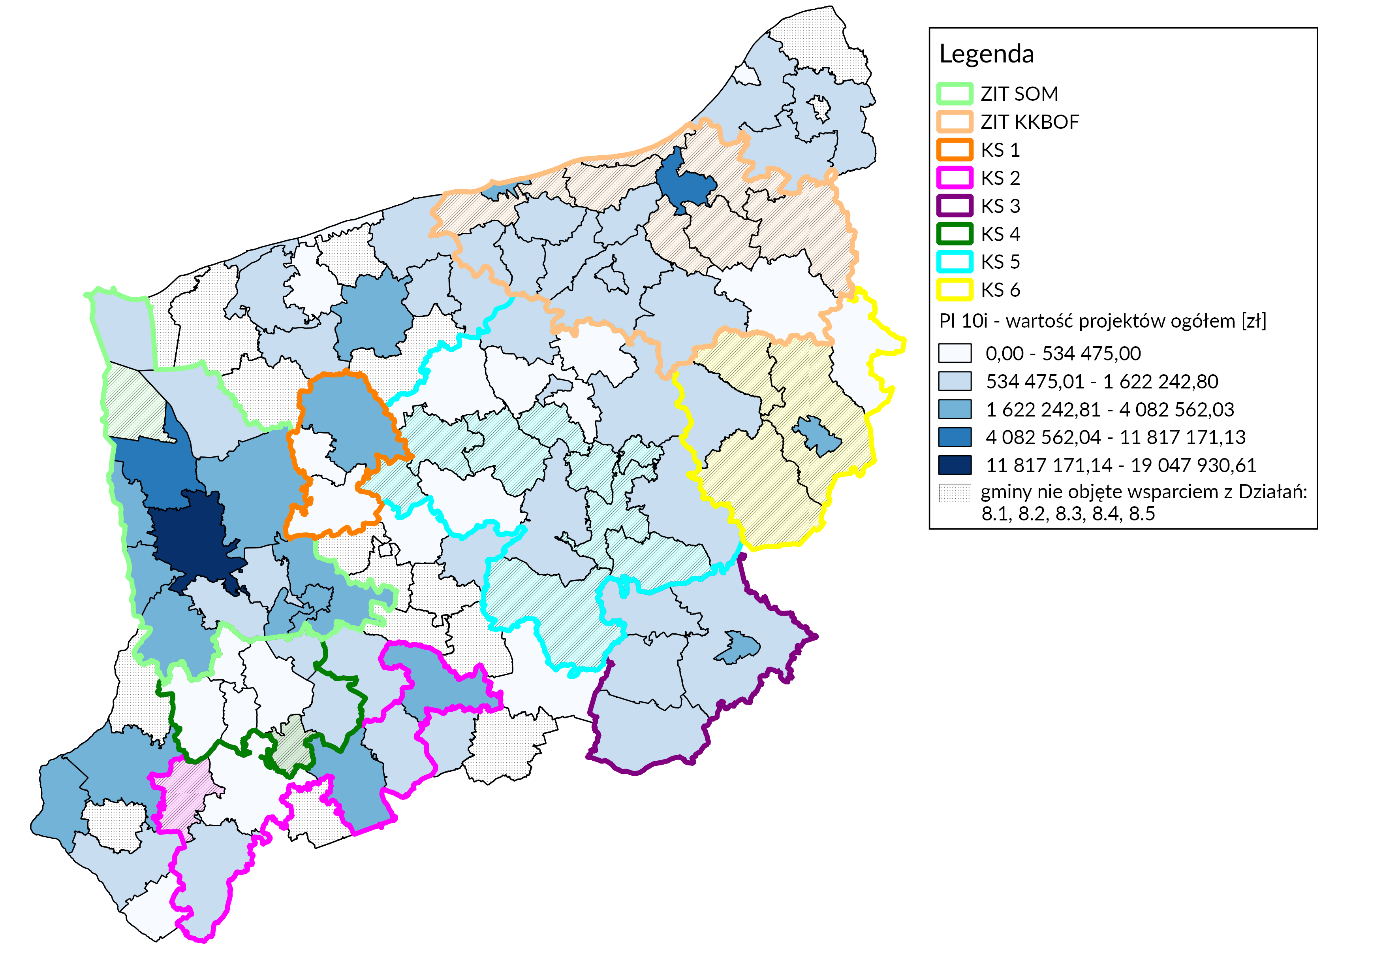 Legenda
ZIT SOM
ZIT KKBOF
KS 1
KS 2
KS 3
KS 4
KS 5
KS 6
PI 10i - wartość projektów ogółem [zł]
0,00 - 534 475,00
534 475,01 - 1 622 242,80
1 622 242,81 - 4 082 562,03
4 082 562,04 - 11 817 171,13
11 817 171,14 - 19 047 930,61
gminy nie objęte wsparciem z Działań:
8.1, 8.2, 8.3, 8.4, 8.5